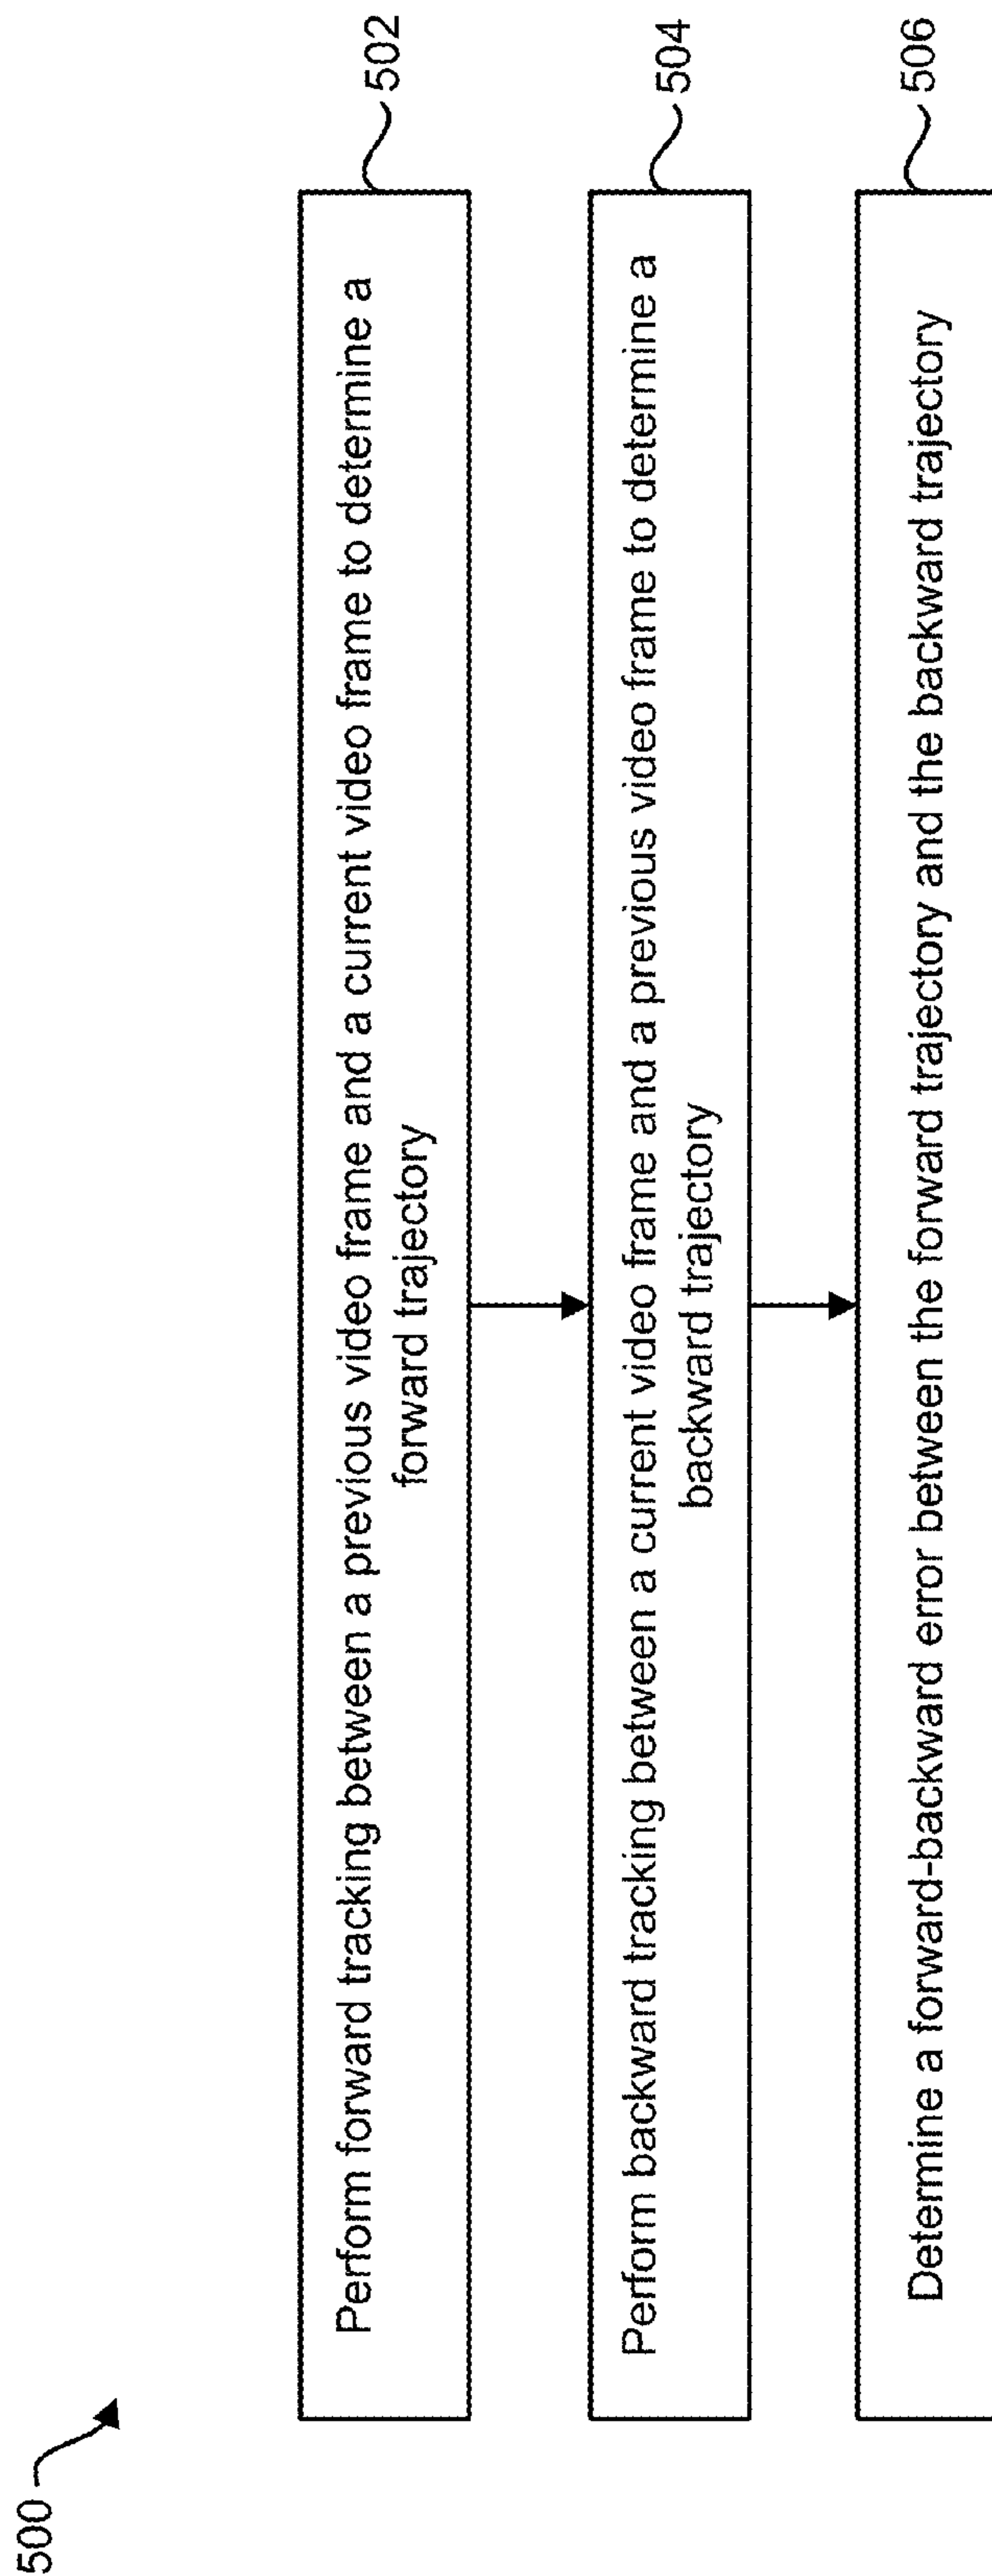 500
Perform forward tracking between a previous video frame and a current video frame to determine a
forward trajectory
502
Perform backward tracking between a current video frame and a previous video frame to determine a
backward trajectory
504
Determine a forward-backward error between the forward trajectory and the backward trajectory
506